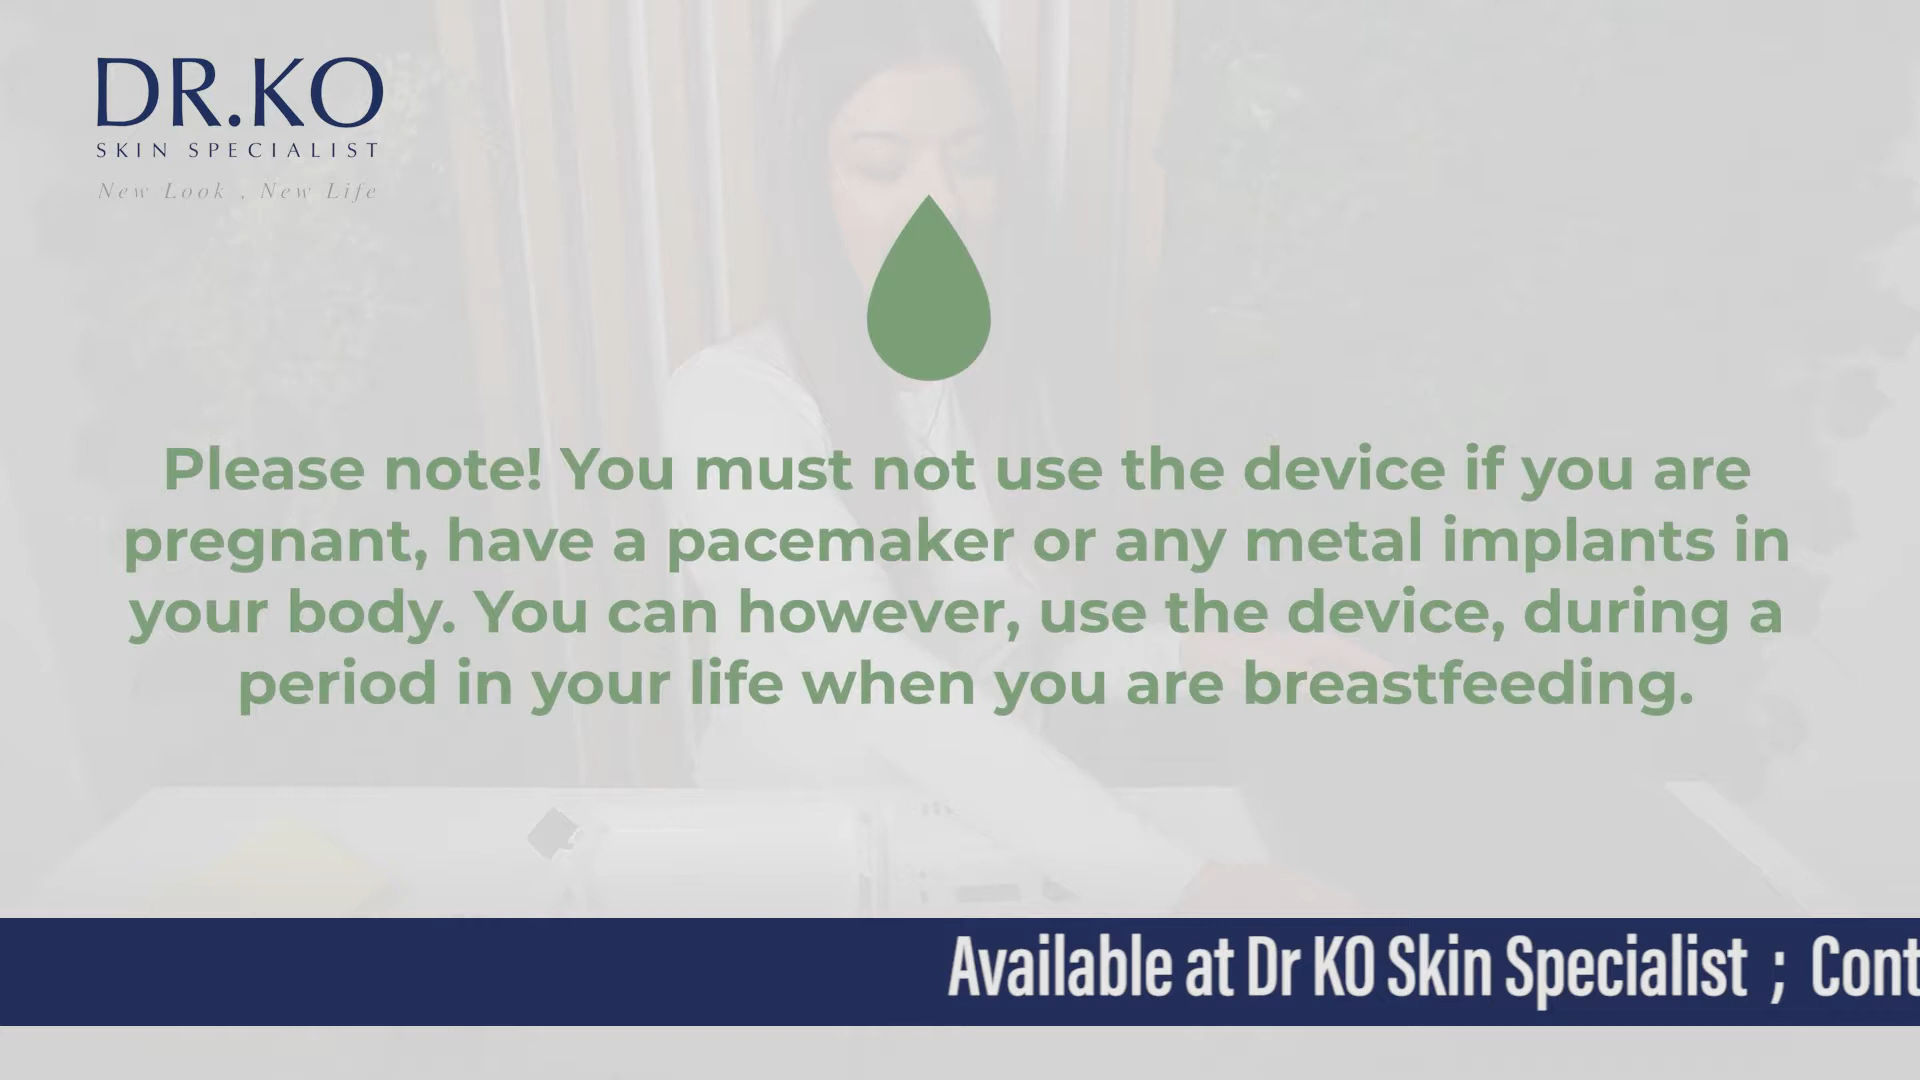 DR.KO
SKIN SPECIALIST
New Look , New Life
Please note! You must not use the device if you are
pregnant, have a pacemaker or any metal implants in
your body. You can however, use the device, during a
period in your life when you are breastfeeding.
Available at Dr KO Skin Specialist ; Cont